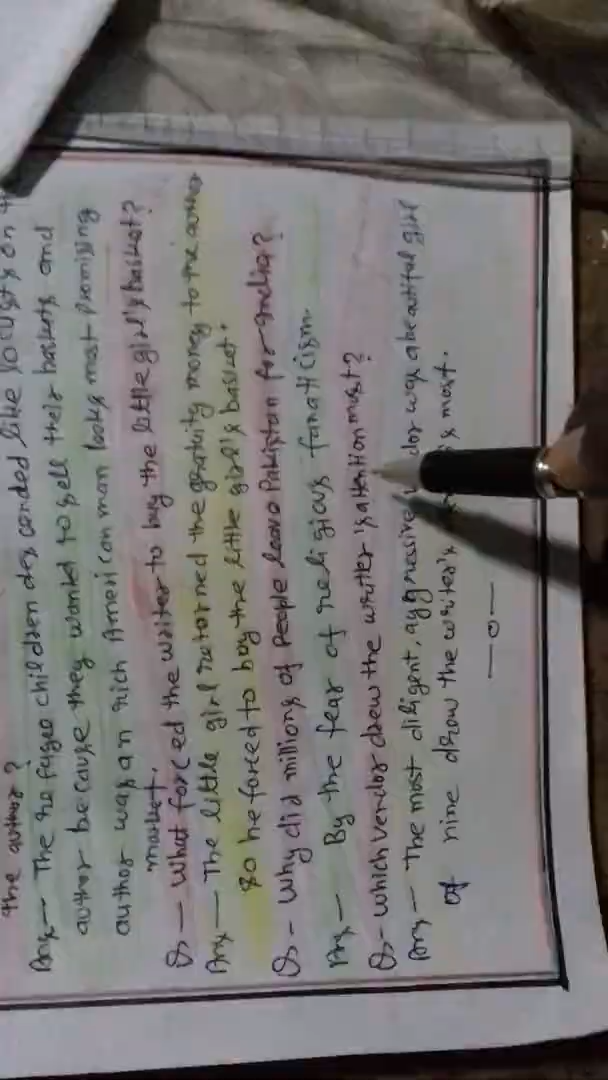 the author?
Ans— The refugee children descended like locusts on
author because they wanted to sell their baskets and
author was an rich American man looks most promising
market.
Q — What forced the writer to buy the little girl's basket?
Ans— The little girl returned the gratuity money to the author
so he forced to buy the little girl's basket.
Q - Why did millions of People leave Pakistan for India?
Ans— By the fear of religious fanaticism.
Q - which vendor drew the writer's attention most?
Ans— The most diligent, aggressive dor was a beautiful girl
of nine drew the writer's most.
—o—